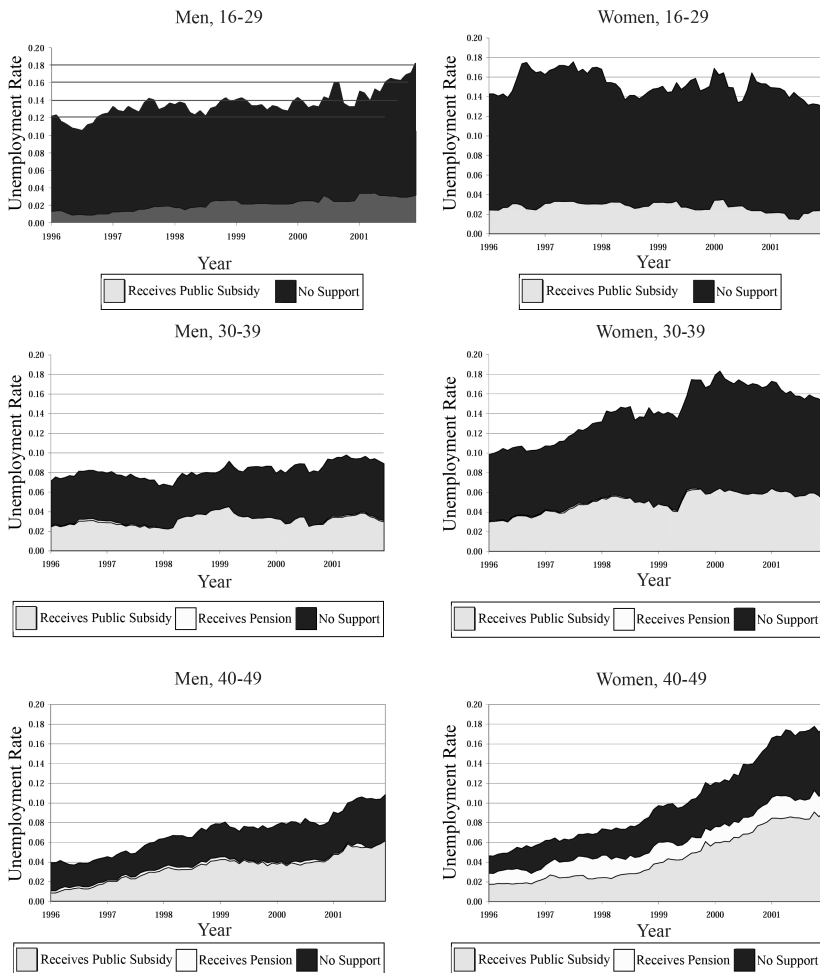 Men, 16-29
Unemployment Rate
0.20
0.18
0.16
0.14
0.12
0.10
0.08
0.06
0.04
0.02
0.00
1996 1997 1998 1999 2000 2001
Year
Receives Public Subsidy No Support
Women, 16-29
Unemployment Rate
0.20
0.18
0.16
0.14
0.12
0.10
0.08
0.06
0.04
0.02
0.00
1996 1997 1998 1999 2000 2001
Year
Receives Public Subsidy No Support
Men, 30-39
Unemployment Rate
0.20
0.18
0.16
0.14
0.12
0.10
0.08
0.06
0.04
0.02
0.00
1996 1997 1998 1999 2000 2001
Year
Receives Public Subsidy Receives Pension No Support
Women, 30-39
Unemployment Rate
0.20
0.18
0.16
0.14
0.12
0.10
0.08
0.06
0.04
0.02
0.00
1996 1997 1998 1999 2000 2001
Year
Receives Public Subsidy Receives Pension No Support
Men, 40-49
Unemployment Rate
0.20
0.18
0.16
0.14
0.12
0.10
0.08
0.06
0.04
0.02
0.00
1996 1997 1998 1999 2000 2001
Year
Receives Public Subsidy Receives Pension No Support
Women, 40-49
Unemployment Rate
0.20
0.18
0.16
0.14
0.12
0.10
0.08
0.06
0.04
0.02
0.00
1996 1997 1998 1999 2000 2001
Year
Receives Public Subsidy Receives Pension No Support